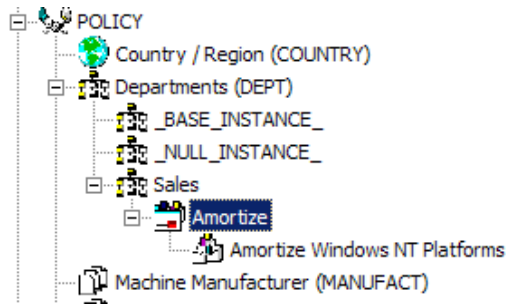 POLICY
Country / Region (COUNTRY)
Departments (DEPT)
_BASE_INSTANCE_
_NULL_INSTANCE_
Sales
Amortize
Amortize Windows NT Platforms
Machine Manufacturer (MANUFACT)